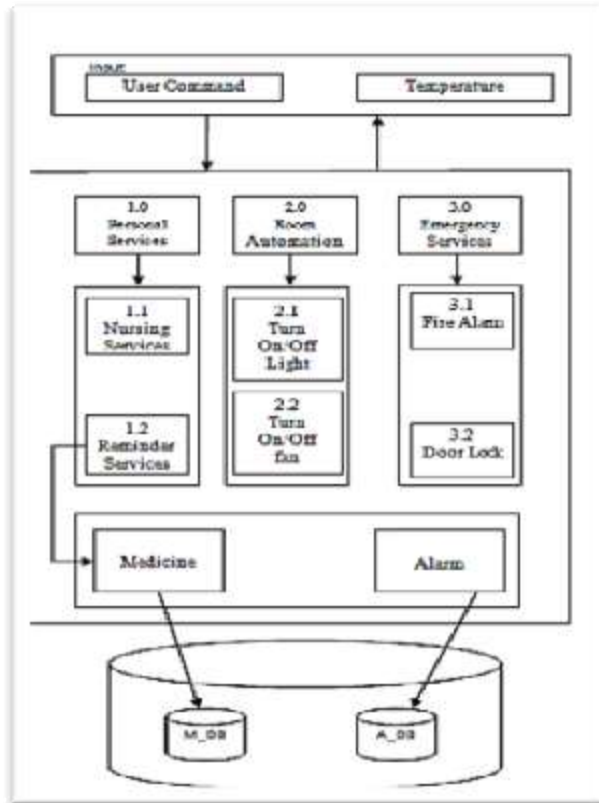 Input
User Command
Temperature
1.0
Personal
Services
2.0
Room
Automation
3.0
Emergency
Services
1.1
Nursing
Services
1.2
Reminder
Services
2.1
Turn
On/Off
Light
2.2
Turn
On/Off
fan
3.1
Fire Alarm
3.2
Door Lock
Medicine
Alarm
M_DB
A_DB